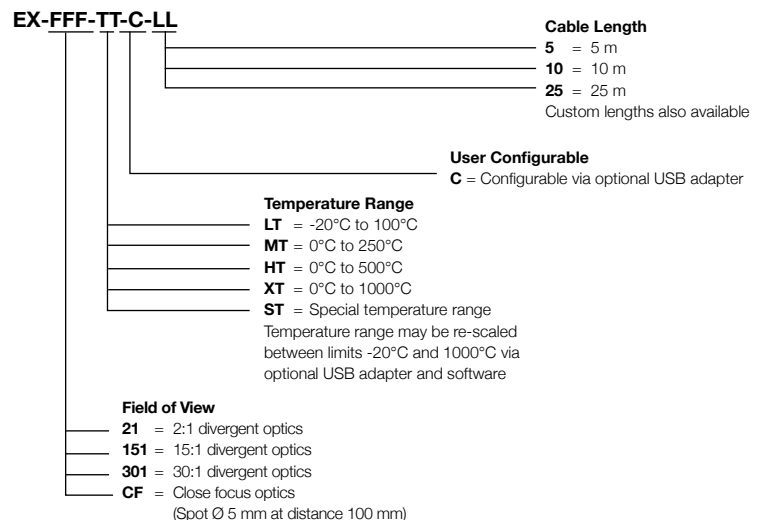 EX-FFF-TT-C-LL
Cable Length
5 = 5 m
10 = 10 m
25 = 25 m
Custom lengths also available
User Configurable
C = Configurable via optional USB adapter
Temperature Range
LT = -20°C to 100°C
MT = 0°C to 250°C
HT = 0°C to 500°C
XT = 0°C to 1000°C
ST = Special temperature range
Temperature range may be re-scaled
between limits -20°C and 1000°C via
optional USB adapter and software
Field of View
21 = 2:1 divergent optics
151 = 15:1 divergent optics
301 = 30:1 divergent optics
CF = Close focus optics
(Spot Ø 5 mm at distance 100 mm)